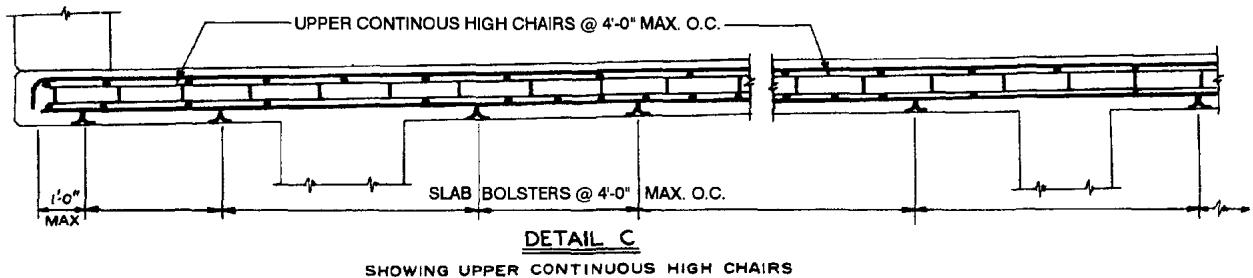 UPPER CONTINOUS HIGH CHAIRS @ 4'-0" MAX. O.C.
1'-0"
MAX
SLAB BOLSTERS @ 4'-0" MAX. O.C.
DETAIL C
SHOWING UPPER CONTINUOUS HIGH CHAIRS